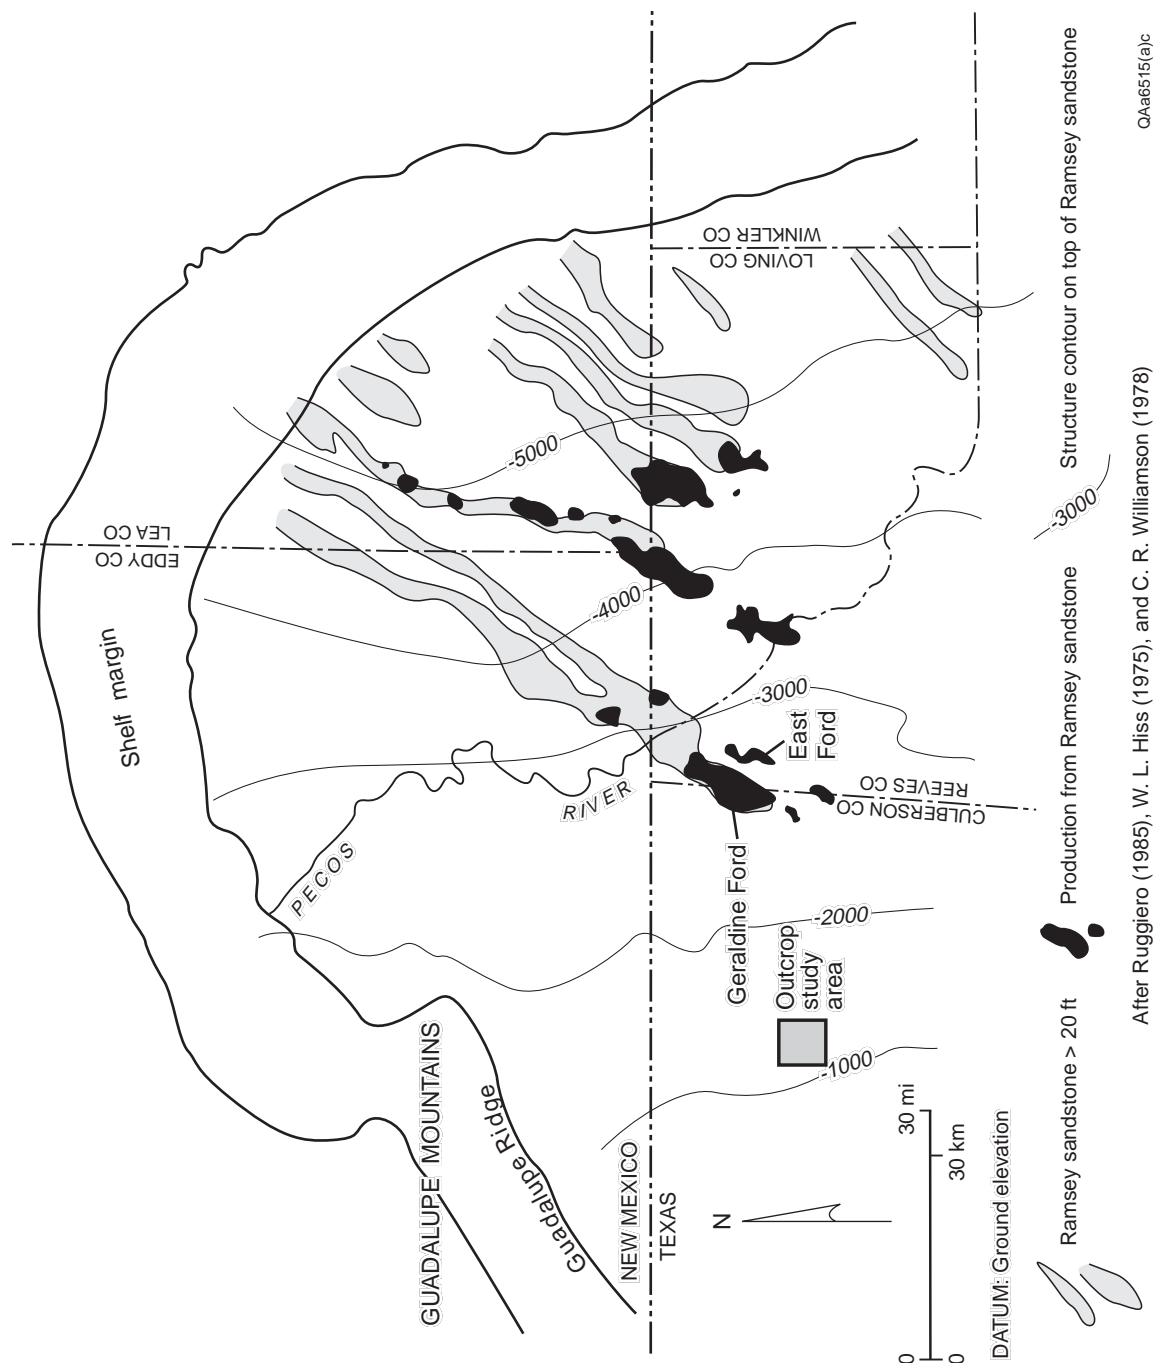 Shelf margin
EDDY CO
LEA CO
PECOS
RIVER
GUADALUPE MOUNTAINS
Guadalupe Ridge
-5000
-4000
-3000
-2000
-1000
NEW MEXICO
TEXAS
LOVING CO
WINKLER CO
CULBERSON CO
REEVES CO
Geraldine Ford
East
Ford
Outcrop
study
area
N
0 30 mi
0 30 km
DATUM: Ground elevation
Ramsey sandstone > 20 ft
Production from Ramsey sandstone
-3000
Structure contour on top of Ramsey sandstone
After Ruggiero (1985), W. L. Hiss (1975), and C. R. Williamson (1978)
QAa6515(a)c